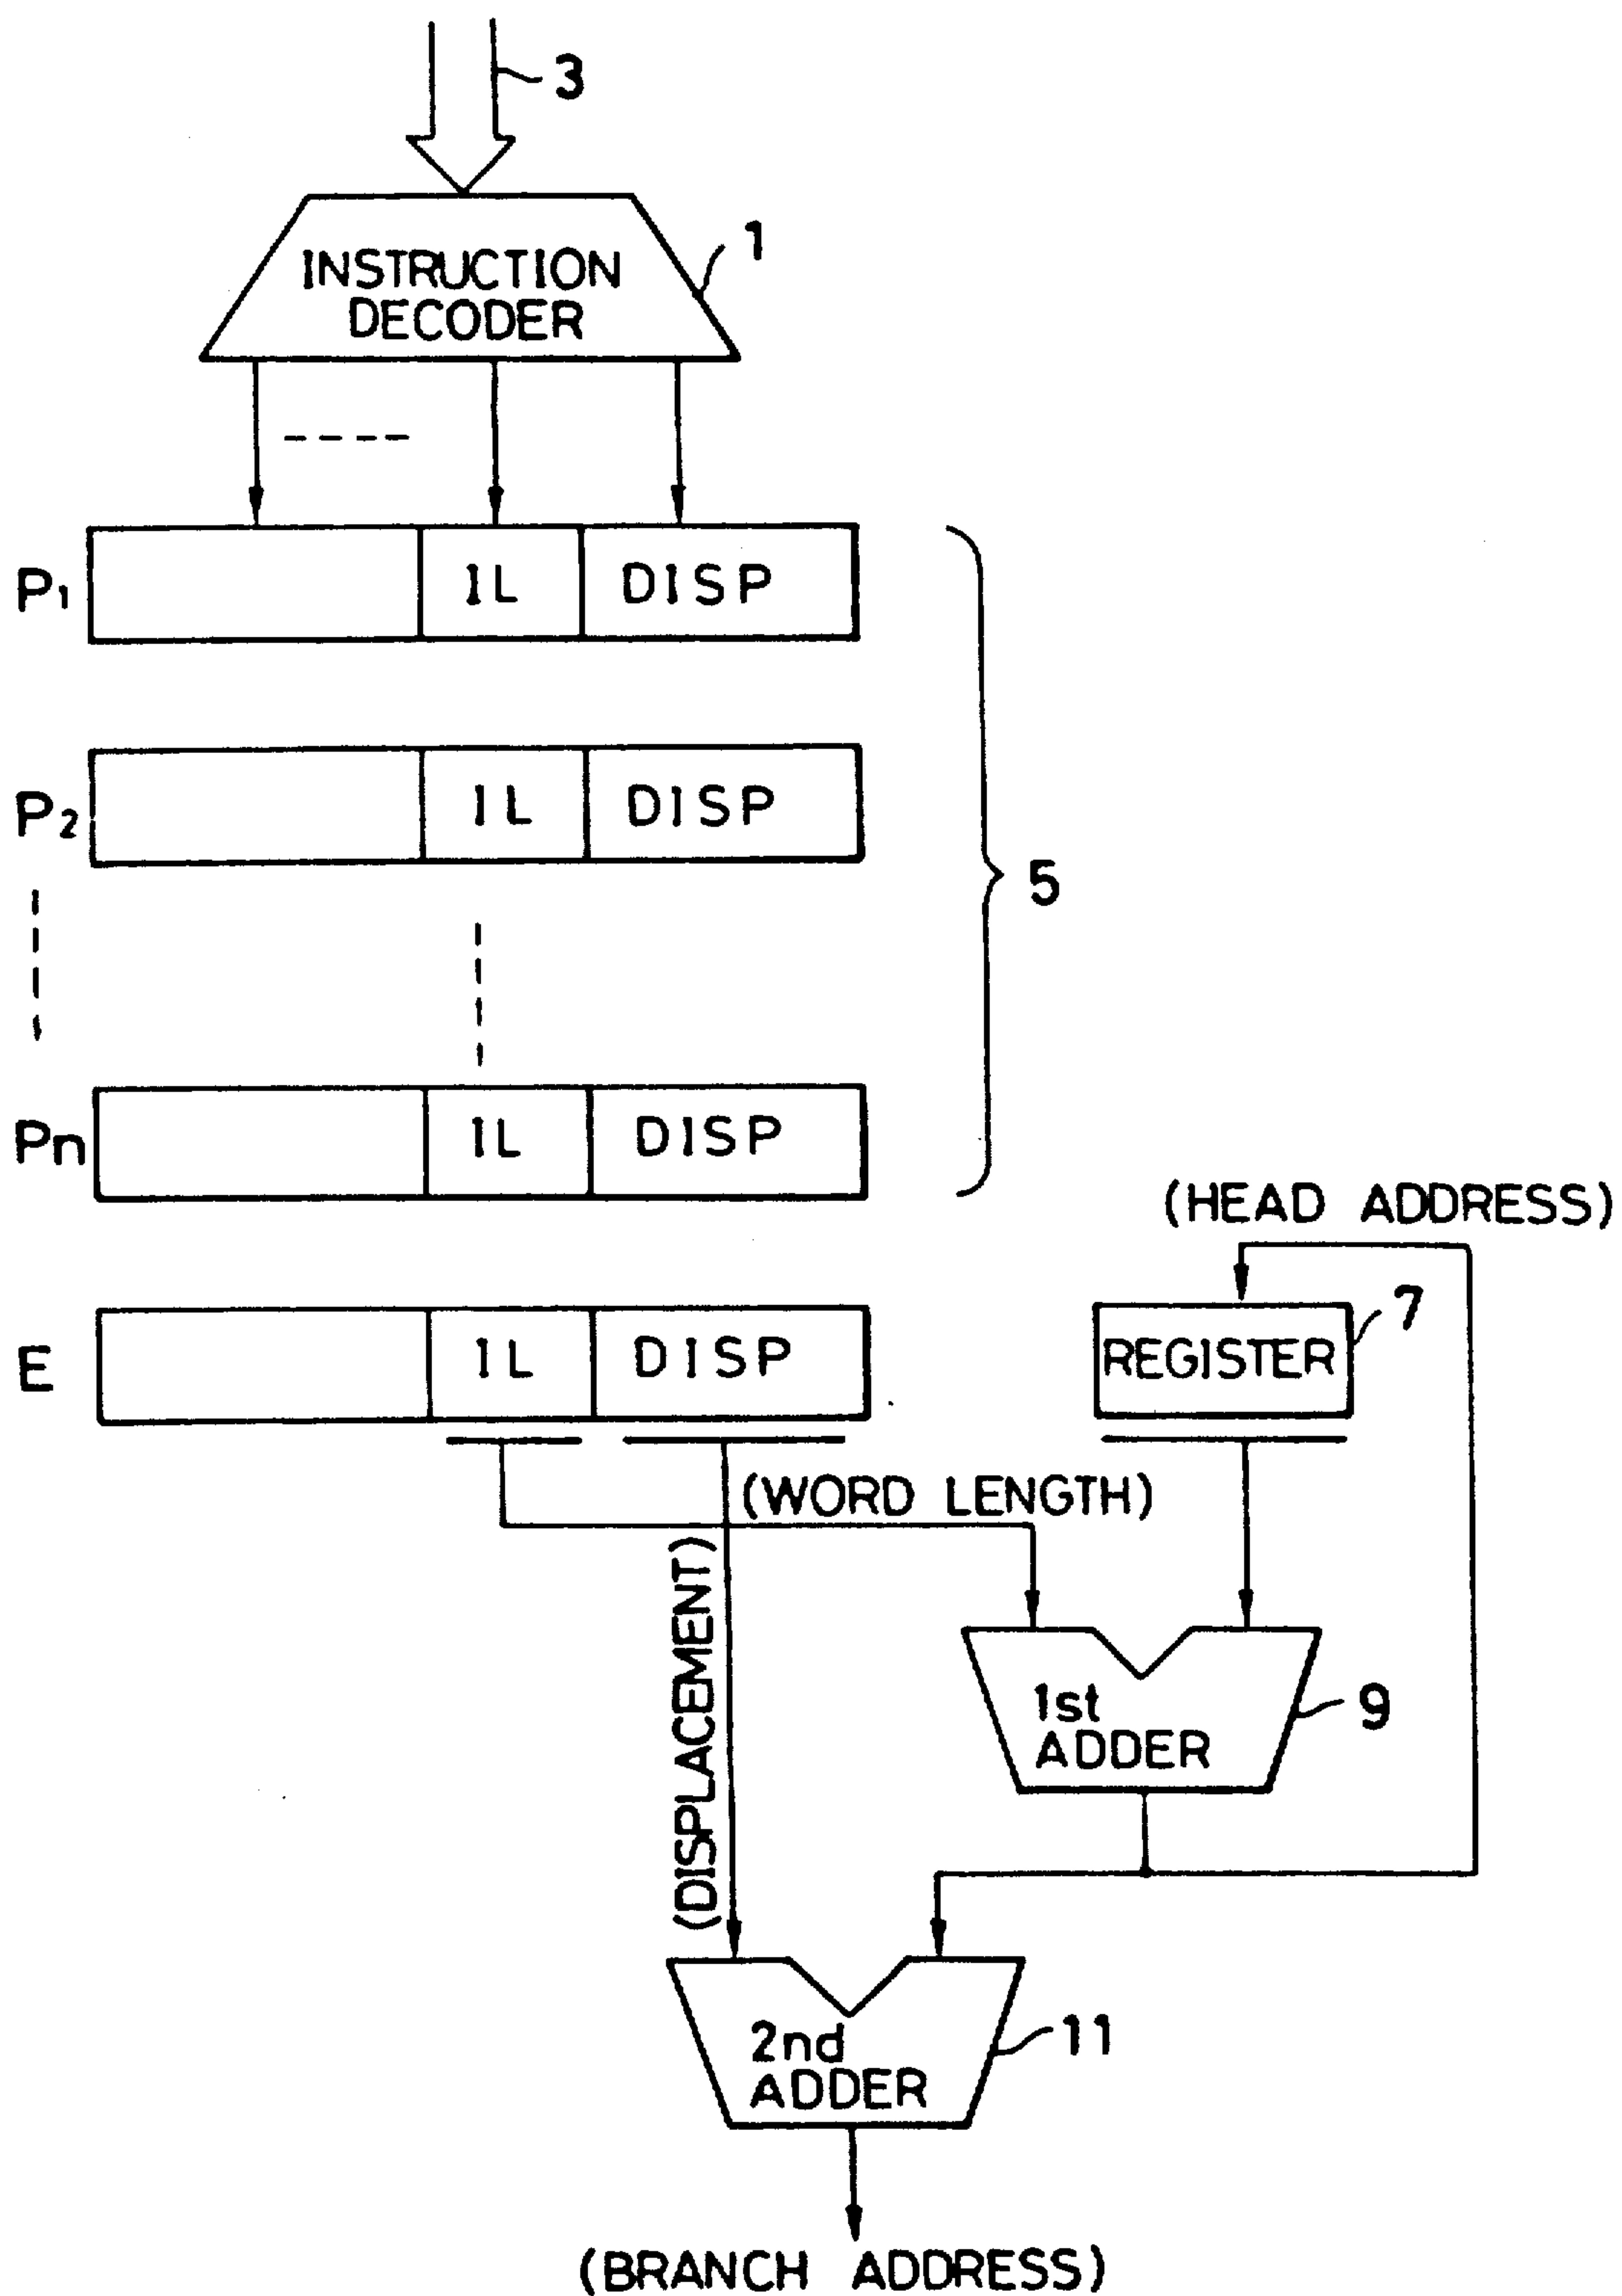 3
1
INSTRUCTION
DECODER
P1 IL DISP
P2 IL DISP
5
Pn IL DISP
(HEAD ADDRESS)
7
E IL DISP
REGISTER
(WORD LENGTH)
(DISPLACEMENT)
1st
ADDER
9
2nd
ADDER
11
(BRANCH ADDRESS)